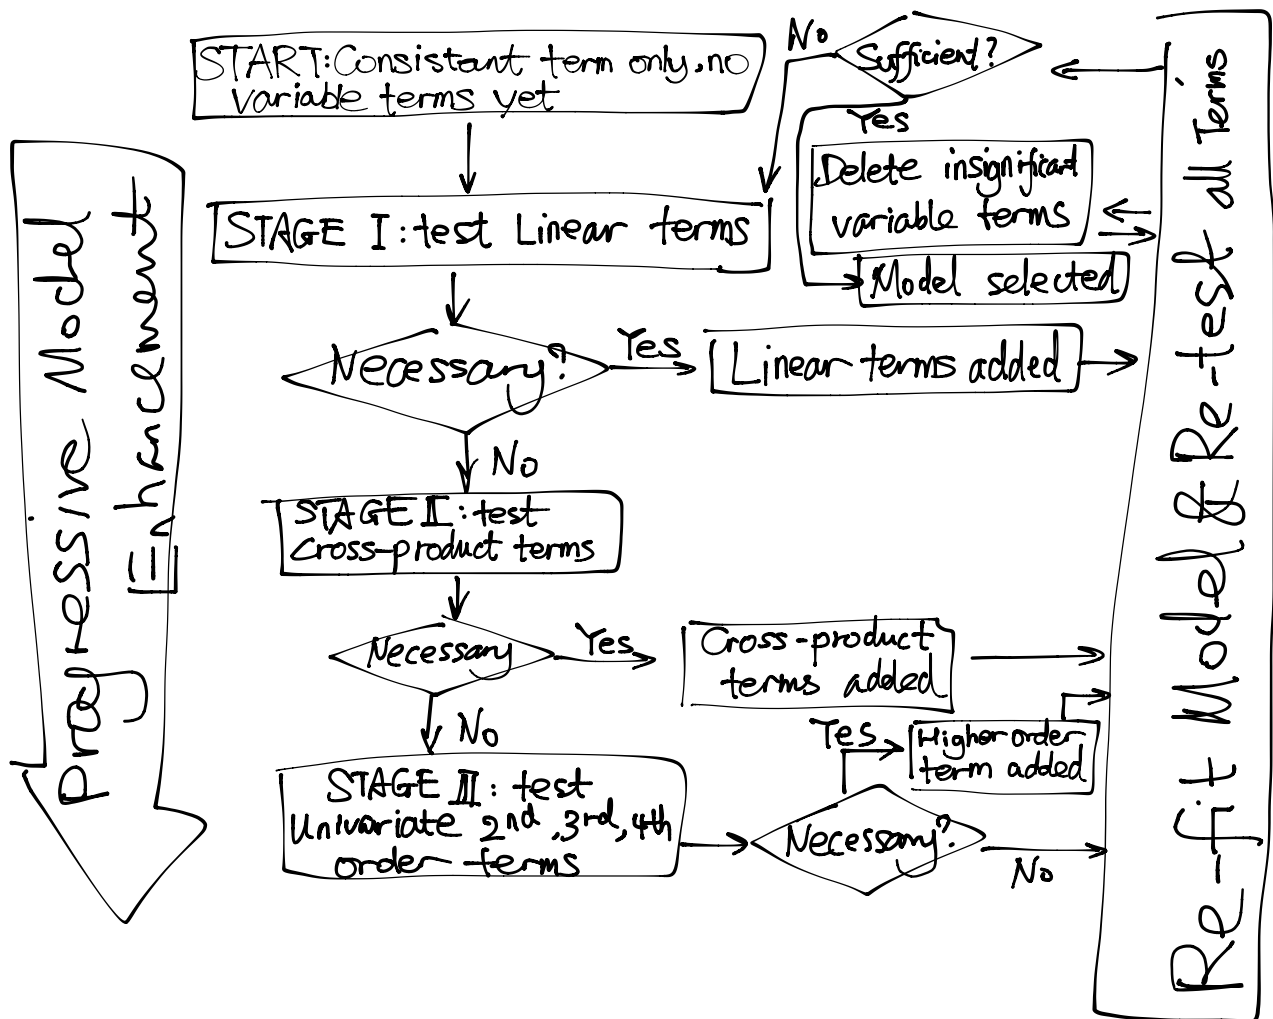 START: Consistant term only, no
variable terms yet
No
Sufficient?
Yes
Delete insignificant
variable terms
Model selected
STAGE I: test Linear terms
Necessary?
Yes
Linear terms added
No
STAGE II: test
Cross-product terms
Necessary
Yes
Cross-product
terms added
No
STAGE III: test
Univariate 2nd, 3rd, 4th
order terms
Necessary?
Yes
Higher order
term added
No
Progressive Model
Enhancement
Re-fit Model & Re-test all Terms